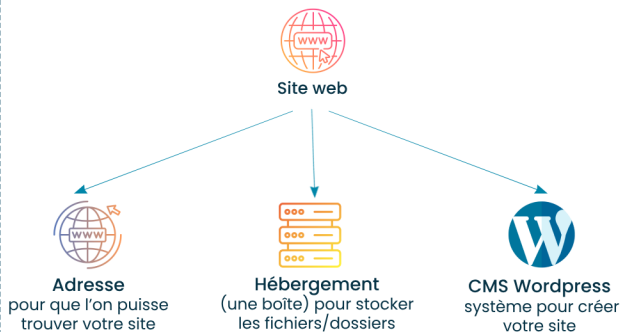 www
Site web
www
Adresse
pour que l'on puisse
trouver votre site
Hébergement
(une boîte) pour stocker
les fichiers/dossiers
W
CMS Wordpress
système pour créer
votre site